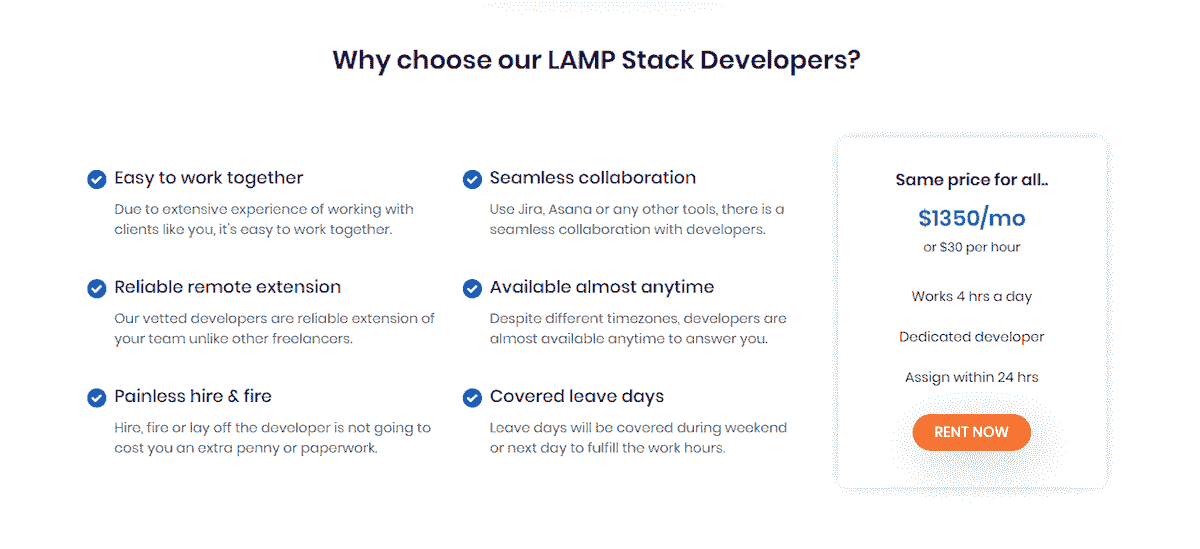 Why choose our LAMP Stack Developers?
Easy to work together
Due to extensive experience of working with
clients like you, it's easy to work together.
Seamless collaboration
Use Jira, Asana or any other tools, there is a
seamless collaboration with developers.
Reliable remote extension
Our vetted developers are reliable extension of
your team unlike other freelancers.
Available almost anytime
Despite different timezones, developers are
almost available anytime to answer you.
Painless hire & fire
Hire, fire or lay off the developer is not going to
cost you an extra penny or paperwork.
Covered leave days
Leave days will be covered during weekend
or next day to fulfill the work hours.
Same price for all..
$1350/mo
or $30 per hour
Works 4 hrs a day
Dedicated developer
Assign within 24 hrs
RENT NOW